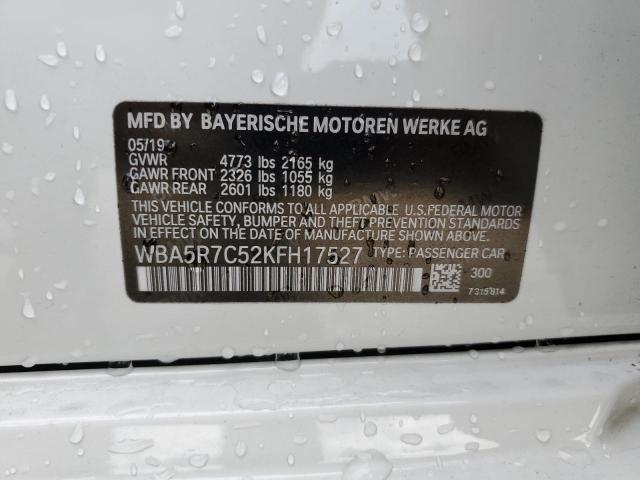 MFD BY BAYERISCHE MOTOREN WERKE AG
05/19
GVWR 4773 lbs 2165 kg
GAWR FRONT 2326 lbs 1055 kg
GAWR REAR 2601 lbs 1180 kg
THIS VEHICLE CONFORMS TO ALL APPLICABLE U.S.FEDERAL MOTOR
VEHICLE SAFETY, BUMPER AND THEFT PREVENTION STANDARDS
IN EFFECT ON THE DATE OF MANUFACTURE SHOWN ABOVE.
WBA5R7C52KFH17527 TYPE: PASSENGER CAR
300
7315814